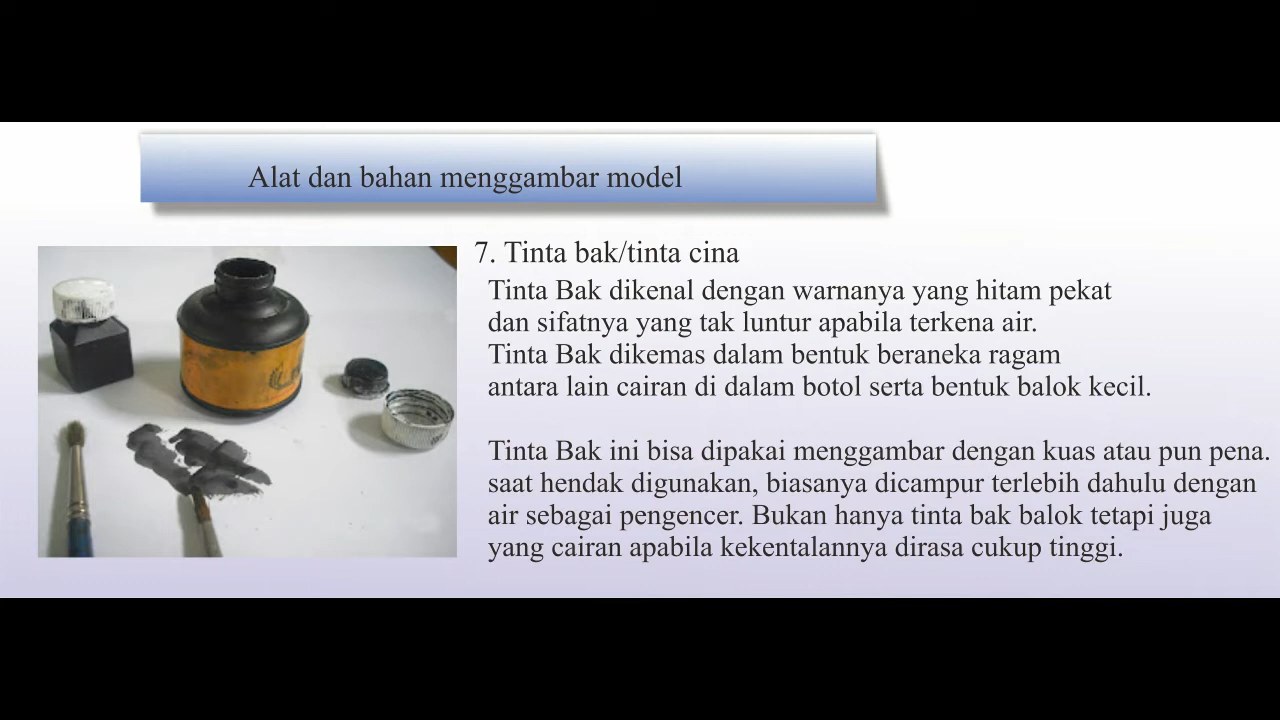 Alat dan bahan menggambar model
7. Tinta bak/tinta cina
Tinta Bak dikenal dengan warnanya yang hitam pekat
dan sifatnya yang tak luntur apabila terkena air.
Tinta Bak dikemas dalam bentuk beraneka ragam
antara lain cairan di dalam botol serta bentuk balok kecil.
Tinta Bak ini bisa dipakai menggambar dengan kuas atau pun pena.
saat hendak digunakan, biasanya dicampur terlebih dahulu dengan
air sebagai pengencer. Bukan hanya tinta bak balok tetapi juga
yang cairan apabila kekentalannya dirasa cukup tinggi.